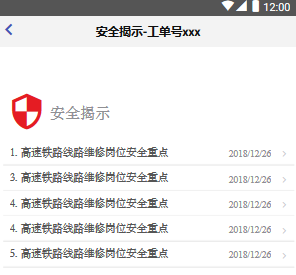 12:00
安全揭示-工单号xxx
安全揭示
1. 高速铁路线路维修岗位安全重点 2018/12/26
3. 高速铁路线路维修岗位安全重点 2018/12/26
4. 高速铁路线路维修岗位安全重点 2018/12/26
4. 高速铁路线路维修岗位安全重点 2018/12/26
5. 高速铁路线路维修岗位安全重点 2018/12/26